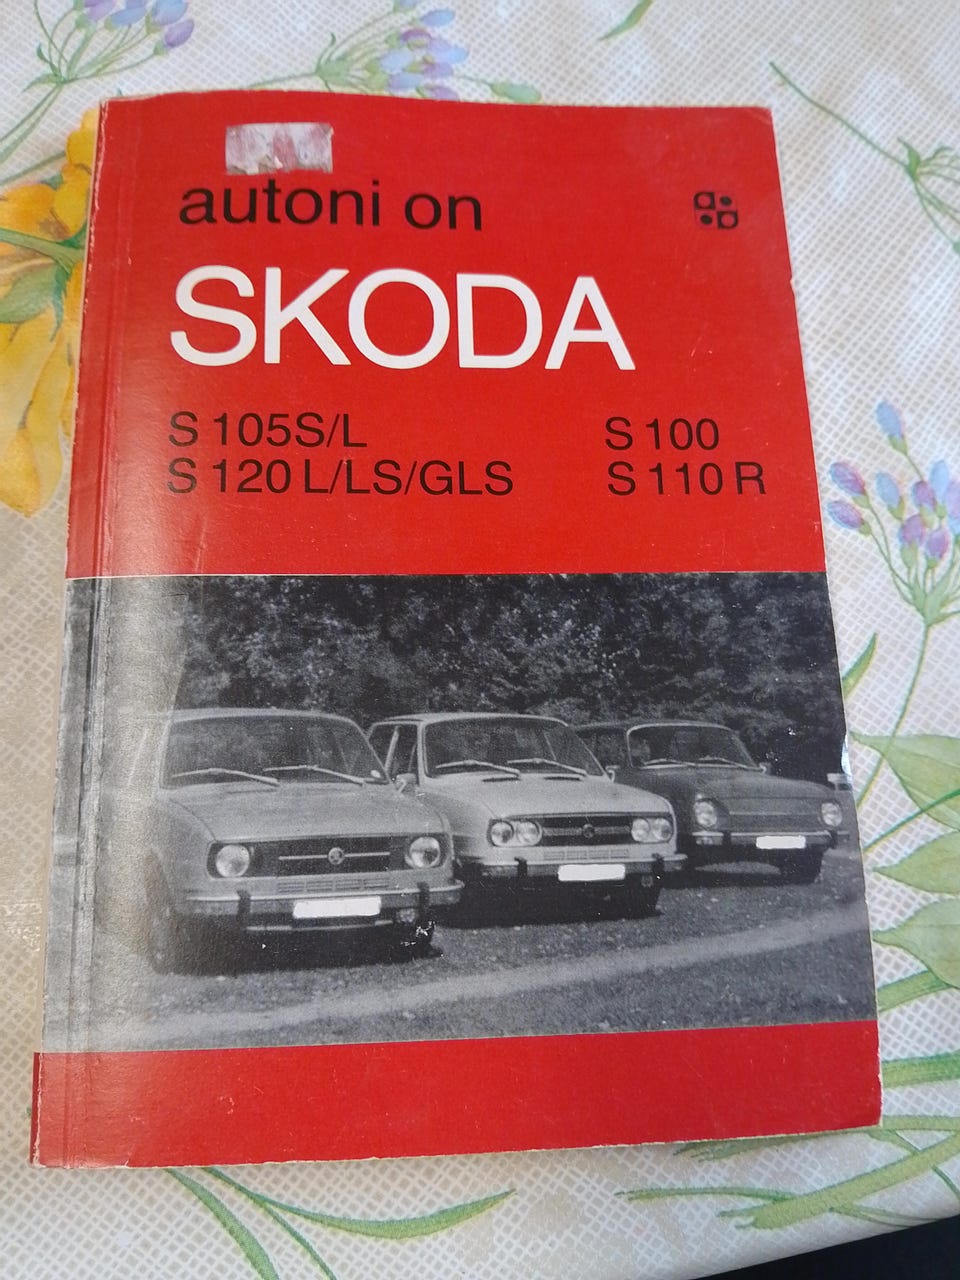 autoni on
SKODA
S 105S/L S 100
S 120 L/LS/GLS S 110 R